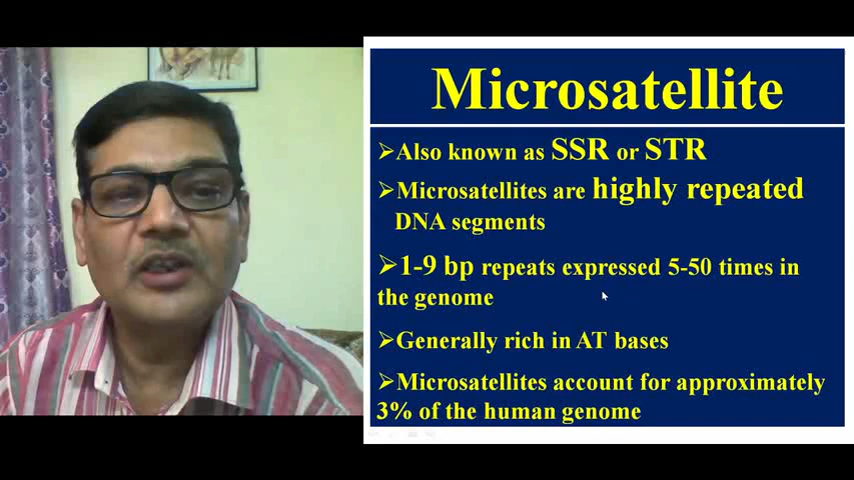 Microsatellite
➢Also known as SSR or STR
➢Microsatellites are highly repeated
DNA segments
➢1-9 bp repeats expressed 5-50 times in
the genome
➢Generally rich in AT bases
➢Microsatellites account for approximately
3% of the human genome